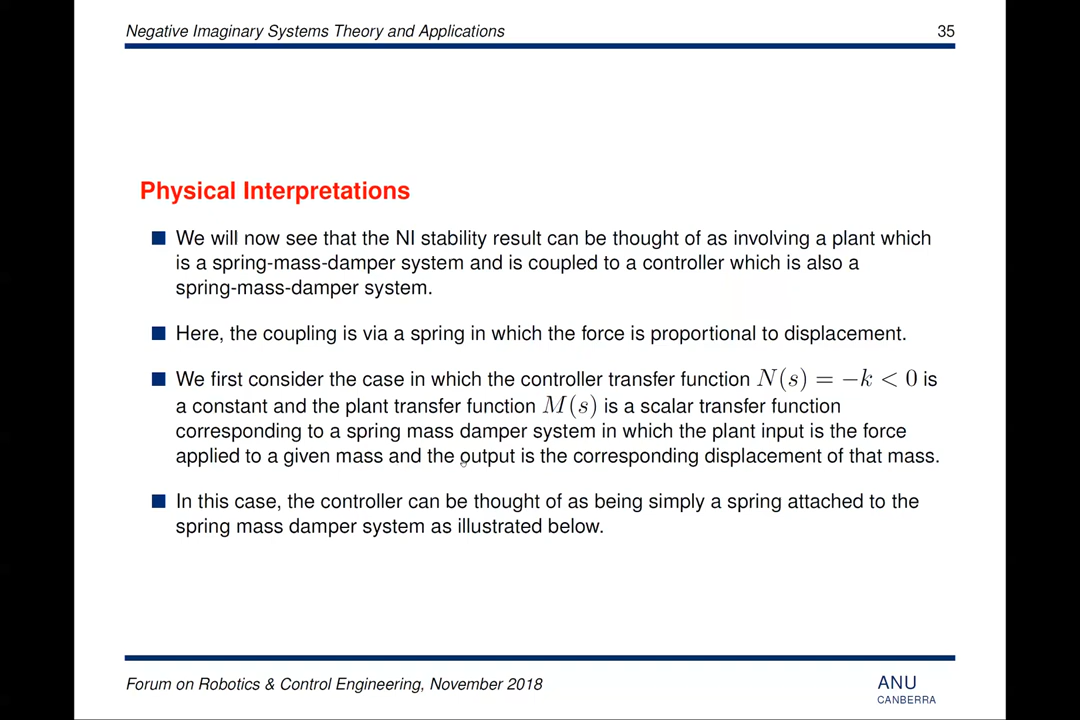 Negative Imaginary Systems Theory and Applications 35
Physical Interpretations
We will now see that the NI stability result can be thought of as involving a plant which
is a spring-mass-damper system and is coupled to a controller which is also a
spring-mass-damper system.
Here, the coupling is via a spring in which the force is proportional to displacement.
We first consider the case in which the controller transfer function N(s) = −k < 0 is
a constant and the plant transfer function M(s) is a scalar transfer function
corresponding to a spring mass damper system in which the plant input is the force
applied to a given mass and the output is the corresponding displacement of that mass.
In this case, the controller can be thought of as being simply a spring attached to the
spring mass damper system as illustrated below.
Forum on Robotics & Control Engineering, November 2018
ANU
CANBERRA